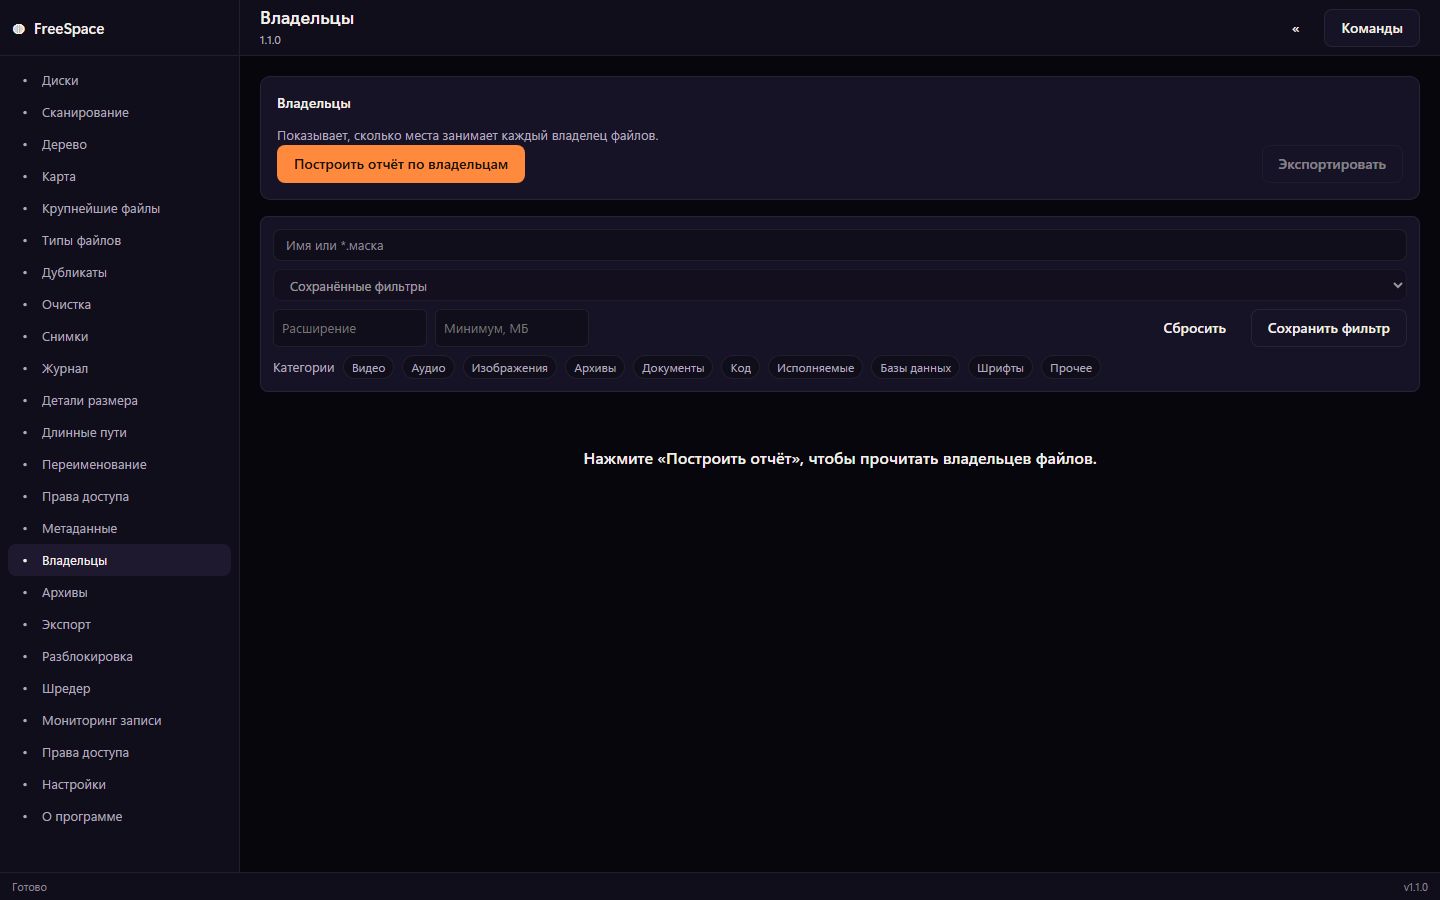 FreeSpace
Владельцы
1.1.0
«
Команды
Диски
Сканирование
Дерево
Карта
Крупнейшие файлы
Типы файлов
Дубликаты
Очистка
Снимки
Журнал
Детали размера
Длинные пути
Переименование
Права доступа
Метаданные
Владельцы
Архивы
Экспорт
Разблокировка
Шредер
Мониторинг записи
Права доступа
Настройки
О программе
Владельцы
Показывает, сколько места занимает каждый владелец файлов.
Построить отчёт по владельцам
Экспортировать
Имя или *.маска
Сохранённые фильтры
Расширение
Минимум, МБ
Сбросить
Сохранить фильтр
Категории Видео Аудио Изображения Архивы Документы Код Исполняемые Базы данных Шрифты Прочее
Нажмите «Построить отчёт», чтобы прочитать владельцев файлов.
Готово
v1.1.0